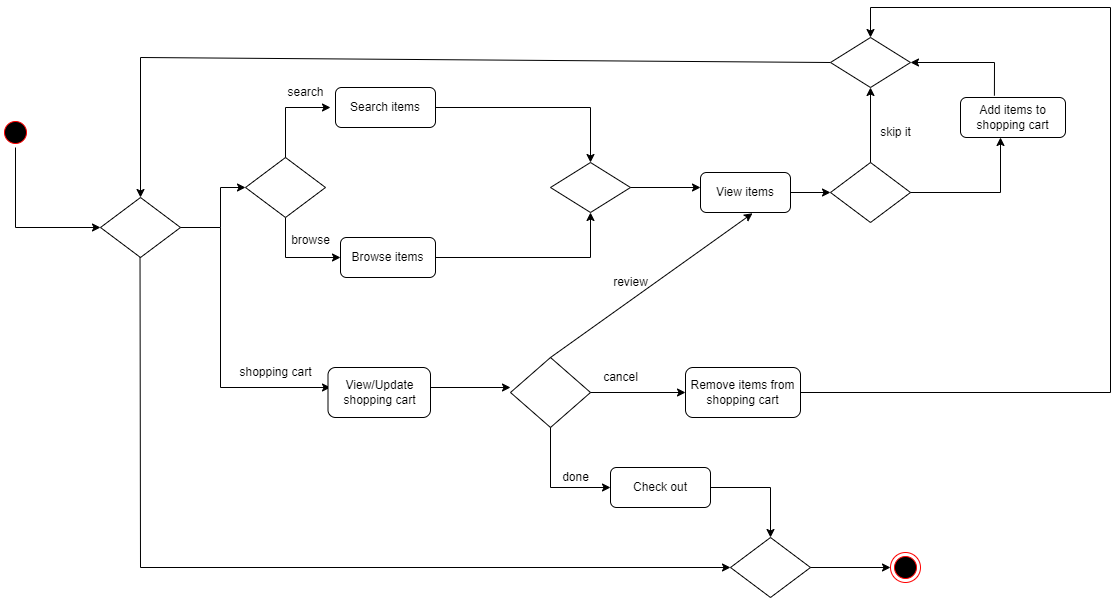 search
Search items
Add items to
shopping cart
skip it
View items
browse
Browse items
review
shopping cart
View/Update
shopping cart
cancel
Remove items from
shopping cart
done
Check out